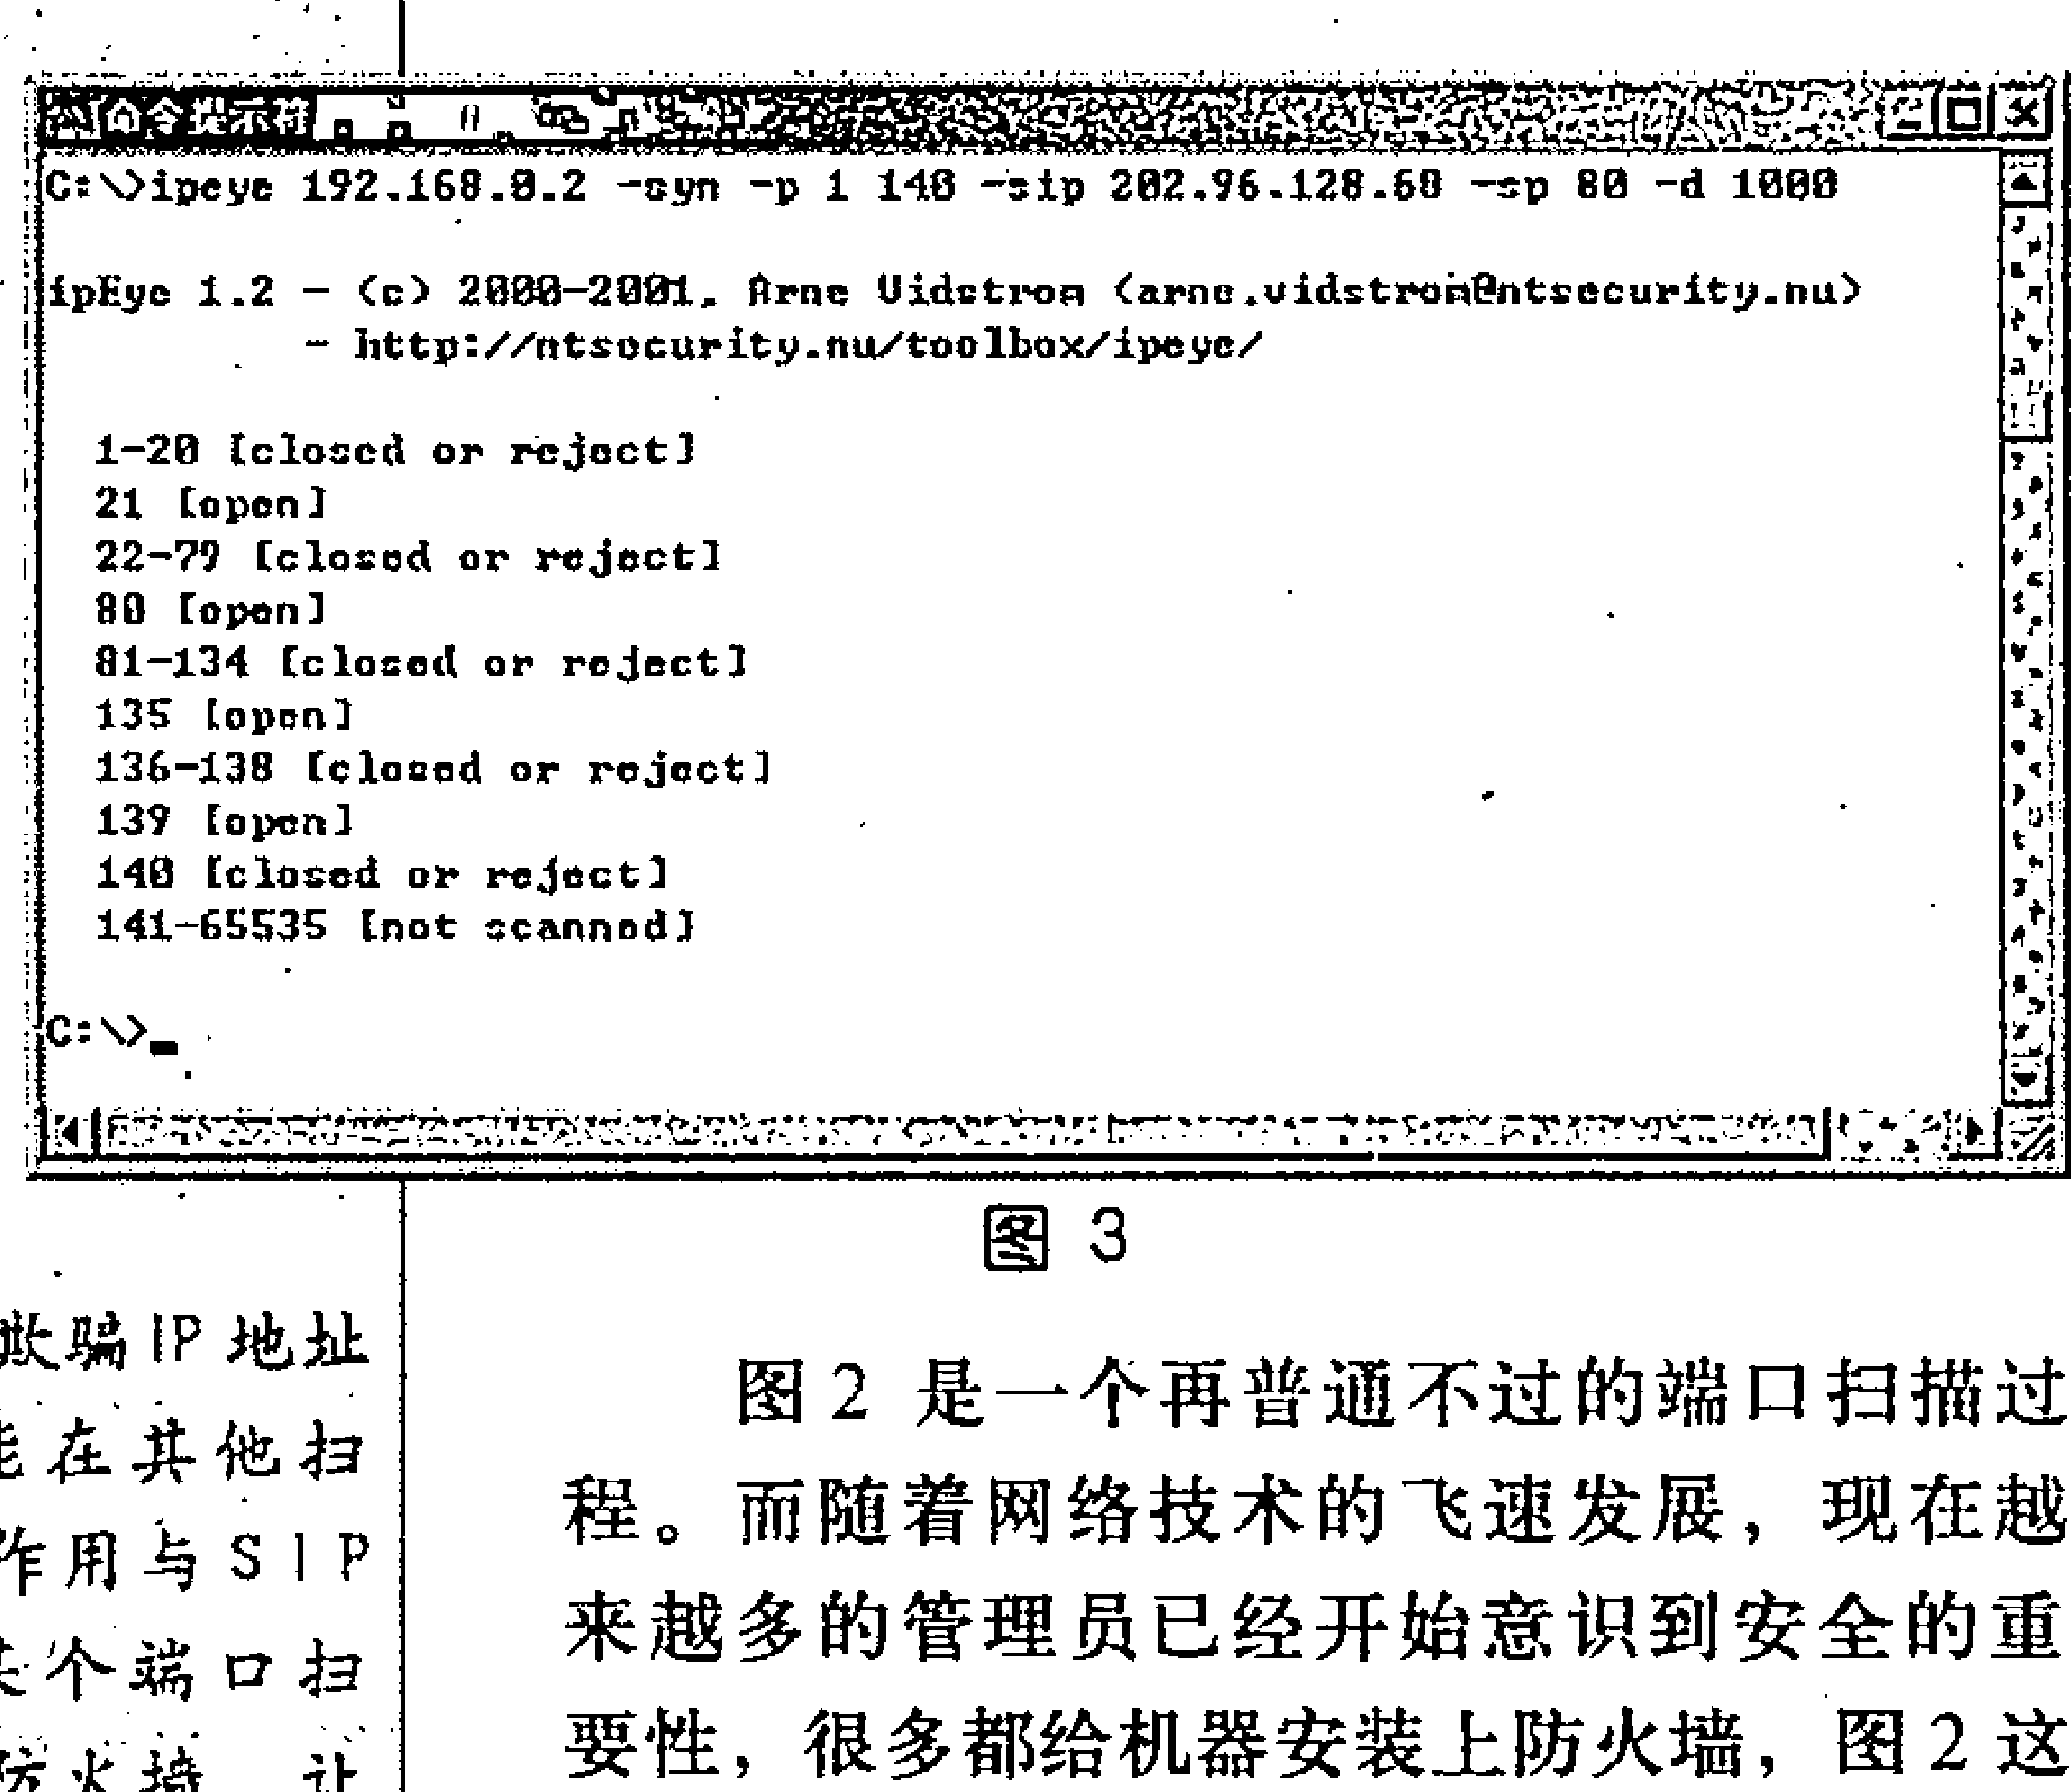 命令提示符
C:\>ipeye 192.168.0.2 -syn -p 1 140 -sip 202.96.128.68 -sp 80 -d 1000
ipEye 1.2 - (c) 2000-2001, Arne Vidstrom (arne.vidstrom@ntsecurity.nu)
- http://ntsecurity.nu/toolbox/ipeye/
1-20 [closed or reject]
21 [open]
22-79 [closed or reject]
80 [open]
81-134 [closed or reject]
135 [open]
136-138 [closed or reject]
139 [open]
140 [closed or reject]
141-65535 [not scanned]
C:\>_
图 3
欺骗IP 地址
能在其他扫
作用与SIP
某个端口扫
防火墙 让
图 2 是一个再普通不过的端口扫描过
程。而随着网络技术的飞速发展，现在越
来越多的管理员已经开始意识到安全的重
要性，很多都给机器安装上防火墙，图 2 这